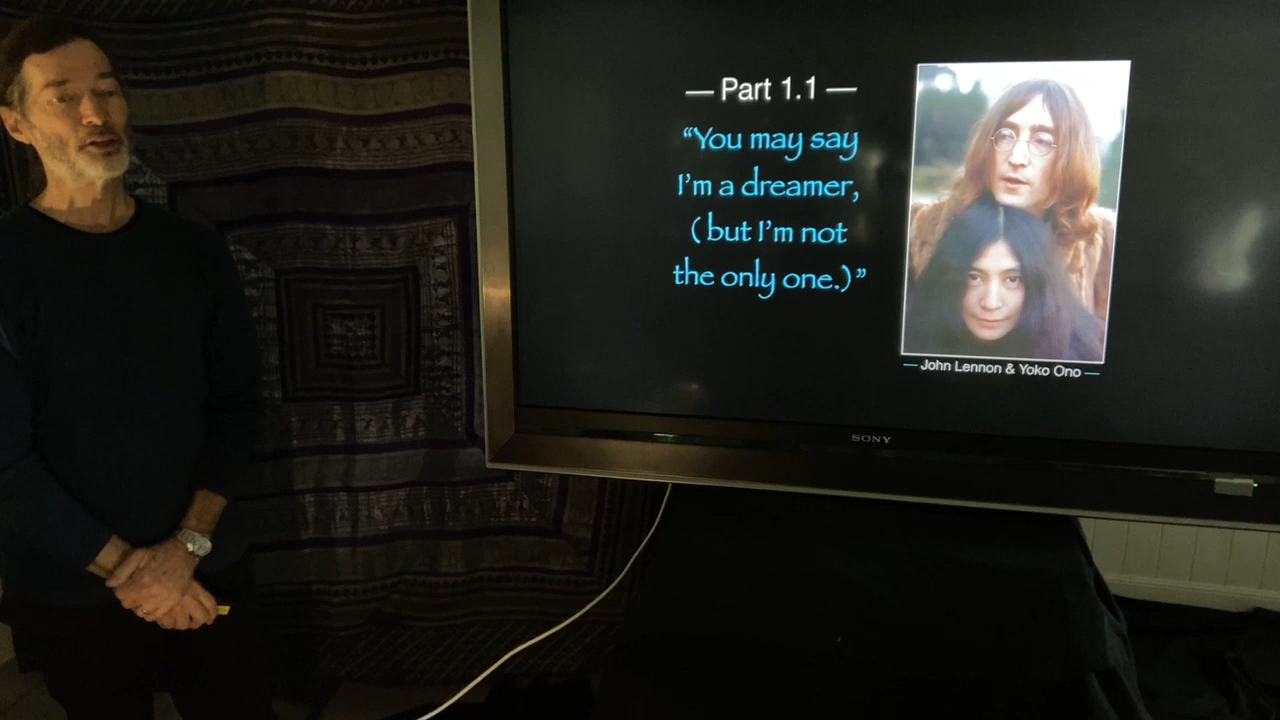 — Part 1.1 —
“You may say
I’m a dreamer,
( but I’m not
the only one.)”
— John Lennon & Yoko Ono —
SONY